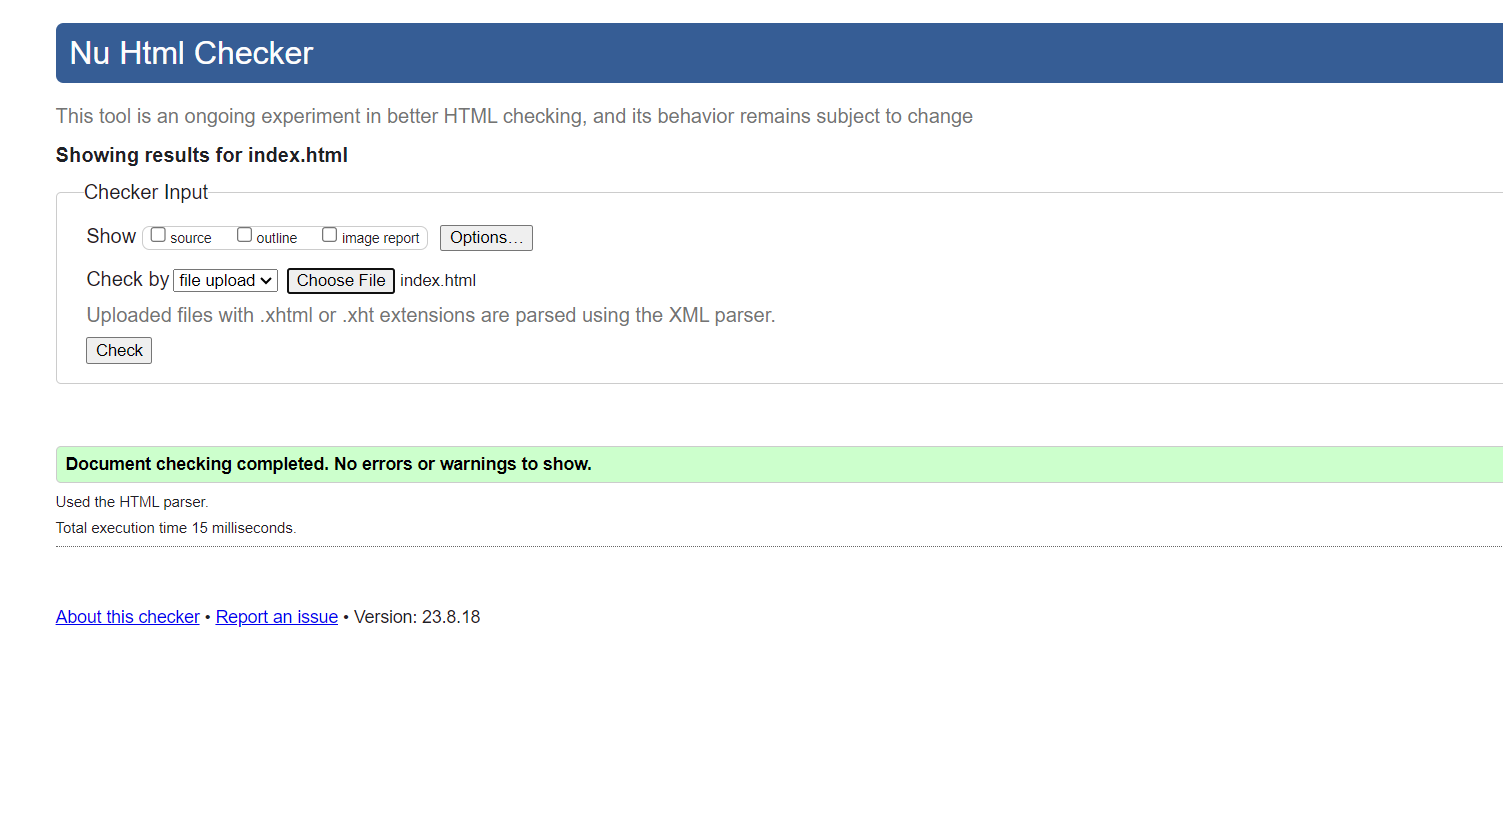 Nu Html Checker
This tool is an ongoing experiment in better HTML checking, and its behavior remains subject to change
Showing results for index.html
Checker Input
Show source outline image report Options...
Check by file upload Choose File index.html
Uploaded files with .xhtml or .xht extensions are parsed using the XML parser.
Check
Document checking completed. No errors or warnings to show.
Used the HTML parser.
Total execution time 15 milliseconds.
About this checker • Report an issue • Version: 23.8.18